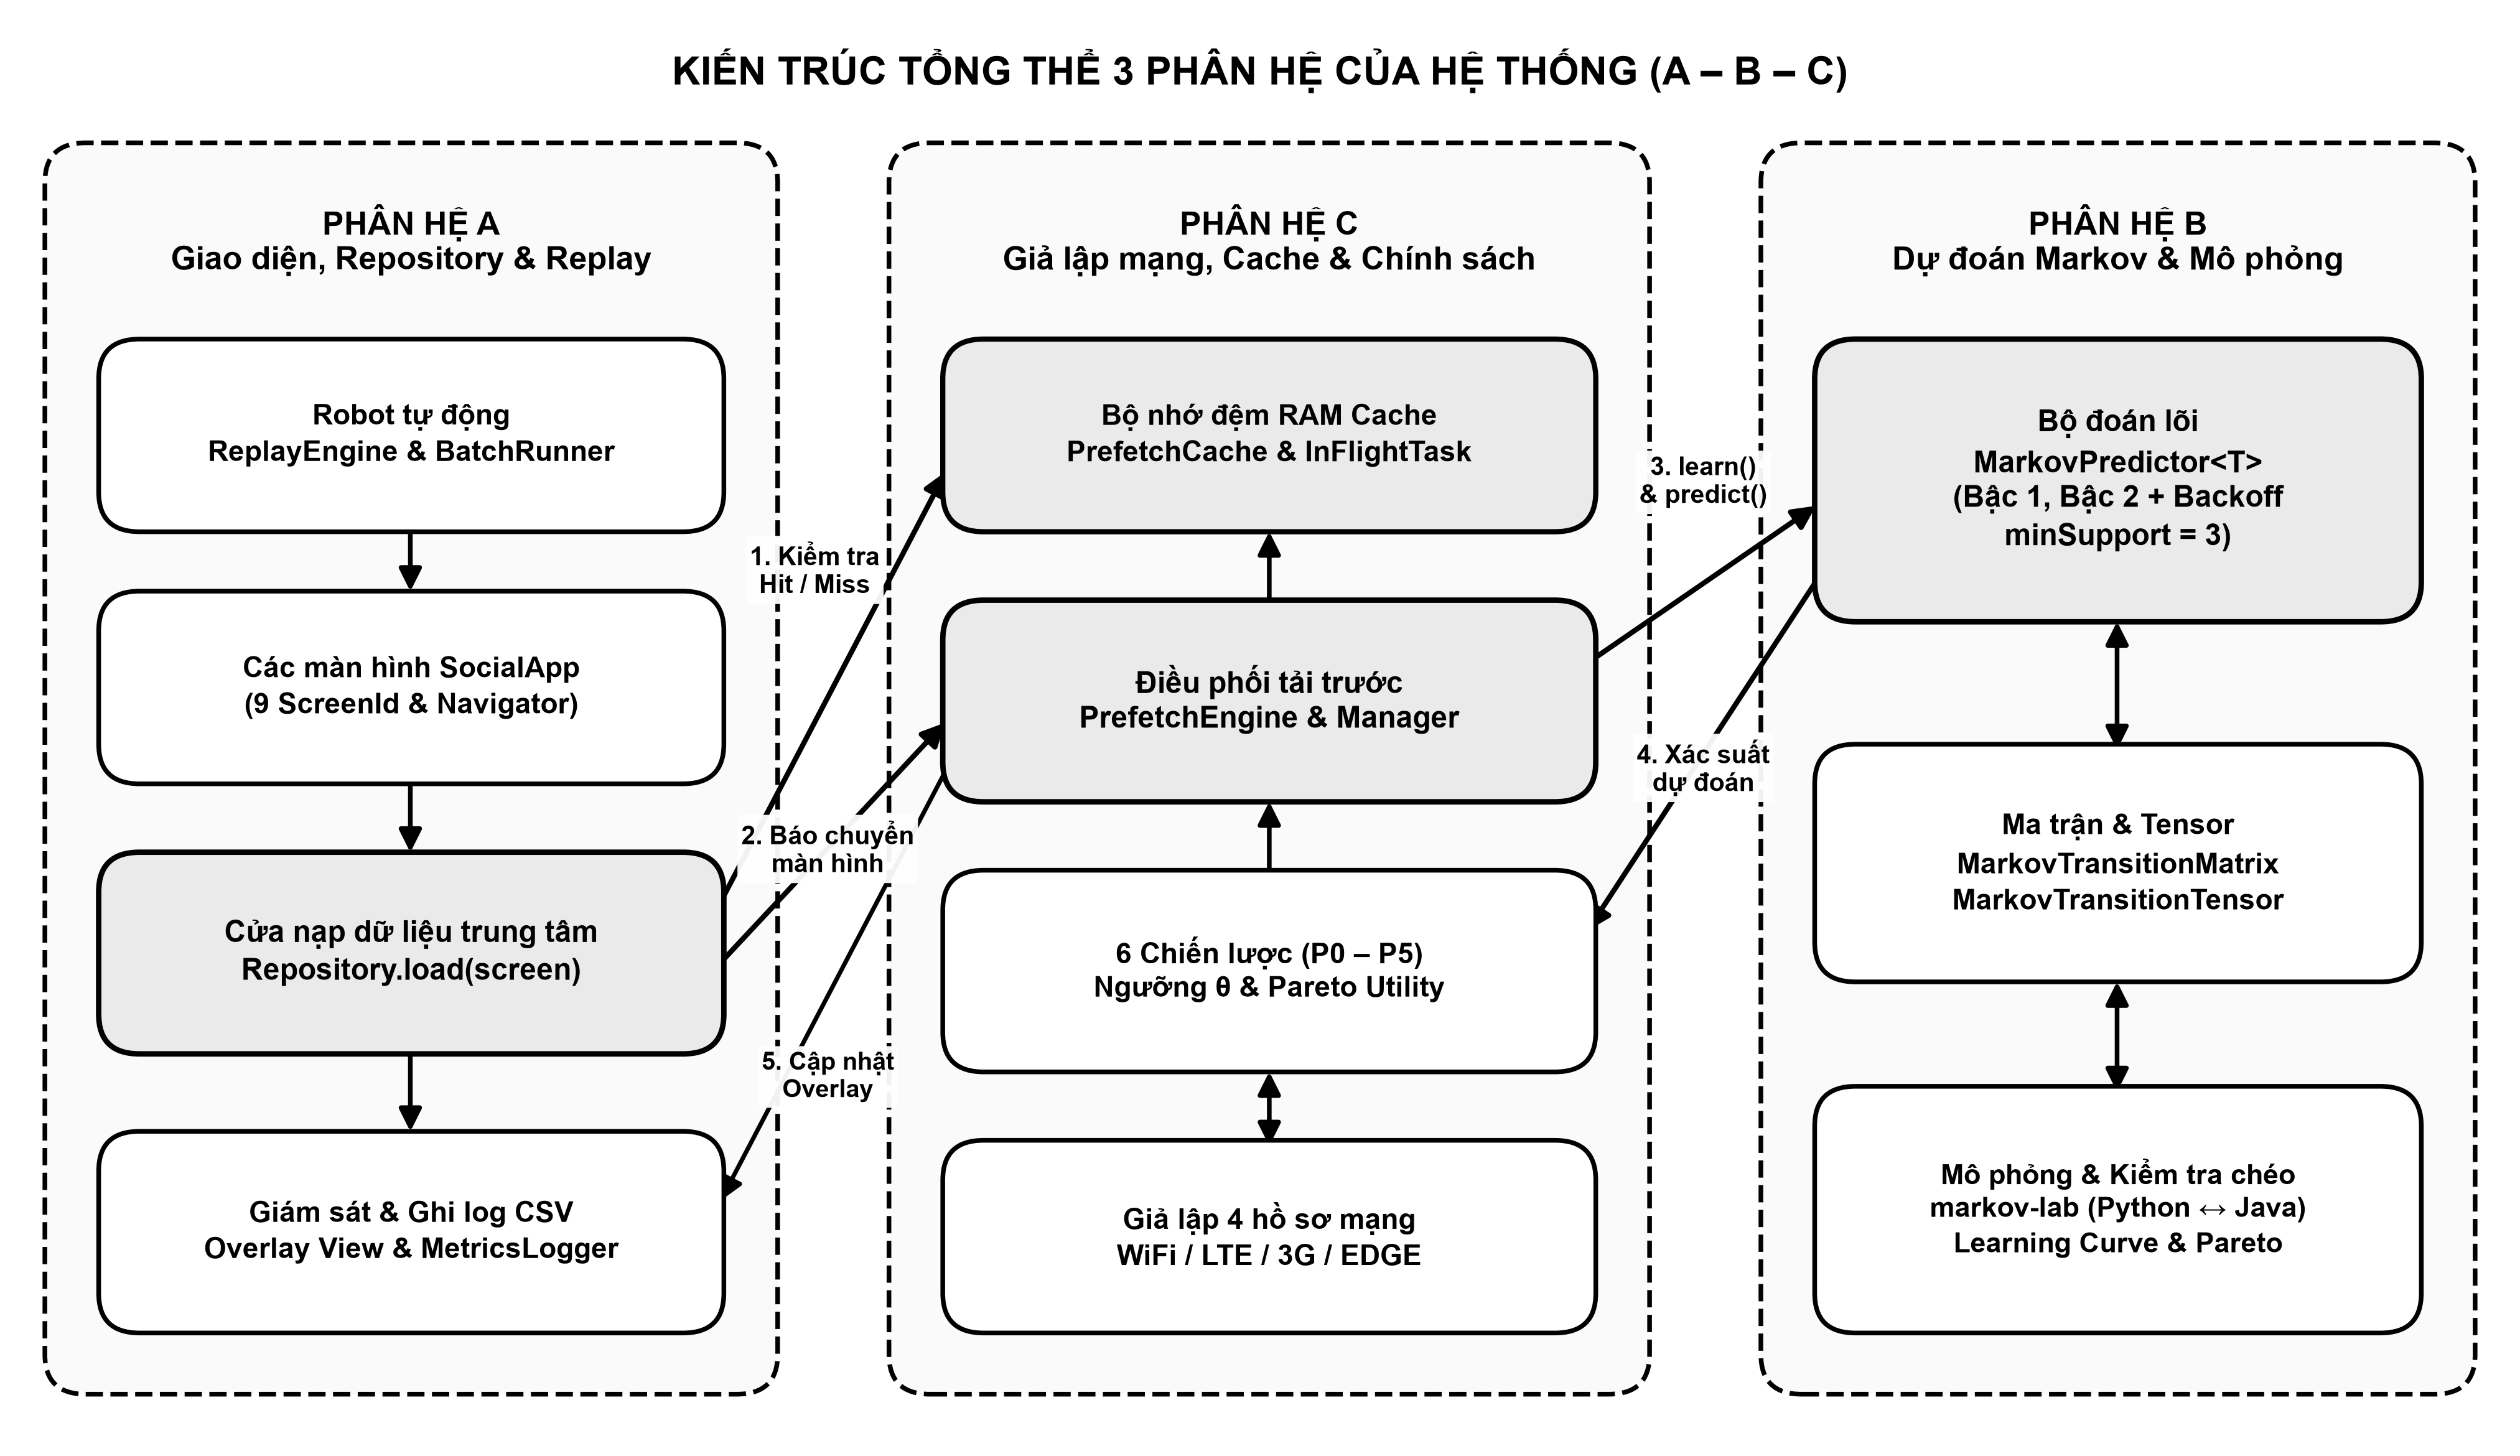 KIẾN TRÚC TỔNG THỂ 3 PHÂN HỆ CỦA HỆ THỐNG (A – B – C)
PHÂN HỆ A
Giao diện, Repository & Replay
Robot tự động
ReplayEngine & BatchRunner
Các màn hình SocialApp
(9 ScreenId & Navigator)
Cửa nạp dữ liệu trung tâm
Repository.load(screen)
Giám sát & Ghi log CSV
Overlay View & MetricsLogger
1. Kiểm tra
Hit / Miss
2. Báo chuyển
màn hình
5. Cập nhật
Overlay
PHÂN HỆ C
Giả lập mạng, Cache & Chính sách
Bộ nhớ đệm RAM Cache
PrefetchCache & InFlightTask
Điều phối tải trước
PrefetchEngine & Manager
6 Chiến lược (P0 – P5)
Ngưỡng θ & Pareto Utility
Giả lập 4 hồ sơ mạng
WiFi / LTE / 3G / EDGE
3. learn()
& predict()
4. Xác suất
dự đoán
PHÂN HỆ B
Dự đoán Markov & Mô phỏng
Bộ đoán lõi
MarkovPredictor<T>
(Bậc 1, Bậc 2 + Backoff
minSupport = 3)
Ma trận & Tensor
MarkovTransitionMatrix
MarkovTransitionTensor
Mô phỏng & Kiểm tra chéo
markov-lab (Python ↔ Java)
Learning Curve & Pareto